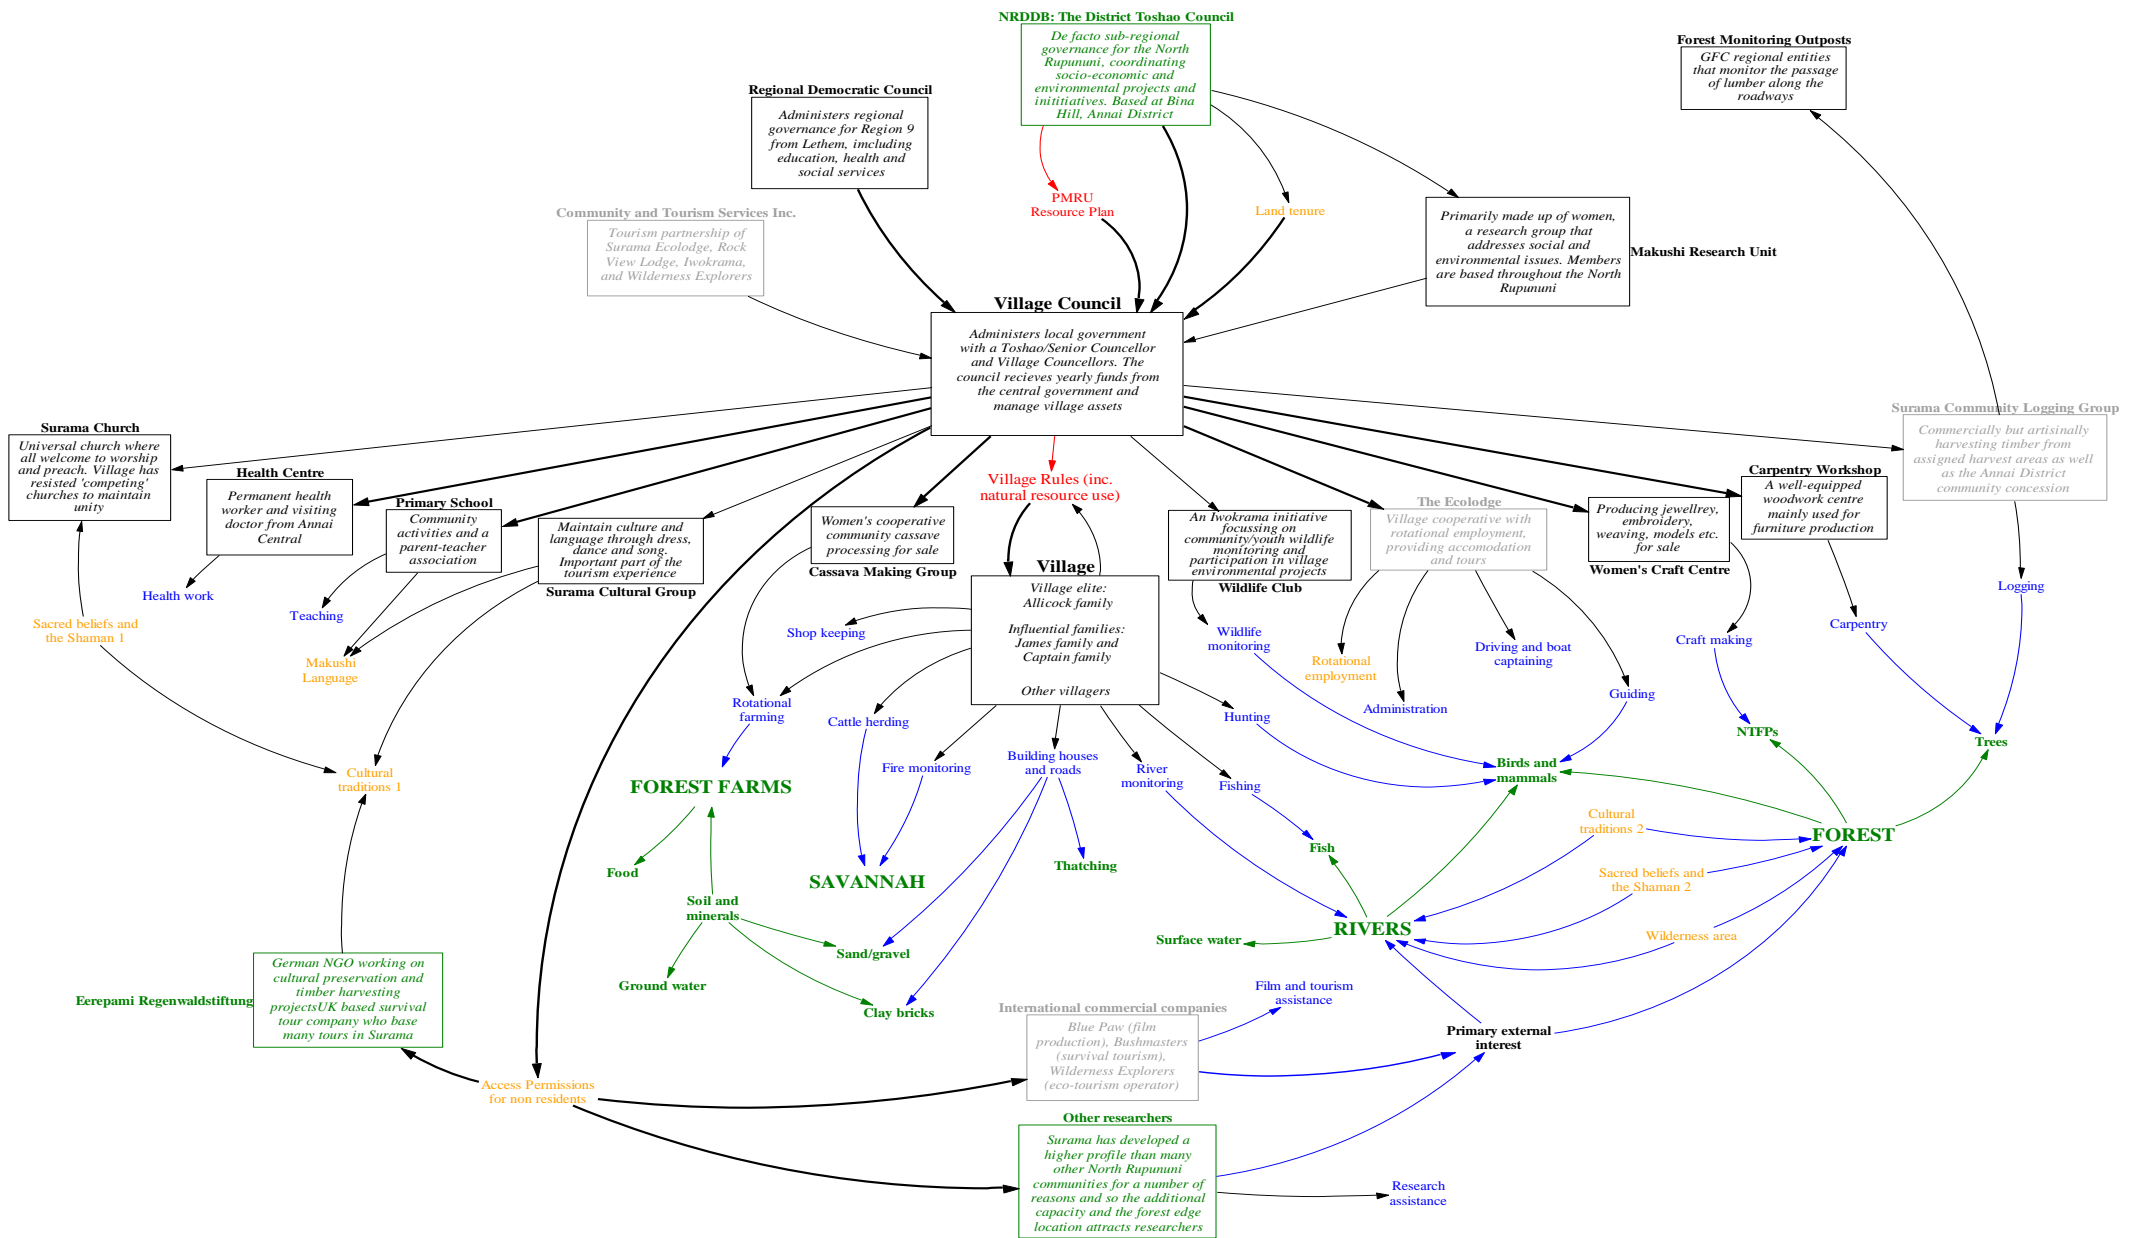 NRDDB: The District Toshao Council
De facto sub-regional
governance for the North
Rupununi, coordinating
socio-economic and
environmental projects and
inititiatives. Based at Bina
Hill, Annai District
Forest Monitoring Outposts
GFC regional entities
that monitor the passage
of lumber along the
roadways
Regional Democratic Council
Administers regional
governance for Region 9
from Lethem, imcluding
education, health and
social services
PMRU
Resource Plan
Land tenure
Community and Tourism Services Inc.
Tourism partnership of
Surama Ecolodge, Rock
View Lodge, Iwokrama,
and Wilderness Explorers
Primarily made up of women,
a research group that
addresses social and
environmental issues. Members
are based throughout the North
Rupununi
Makushi Research Unit
Village Council
Administers local government
with a Toshao/Senior Councellor
and Village Councellors. The
council recieves yearly funds from
the central government and
manage village assets
Surama Church
Universal church where
all welcome to worship
and preach. Village has
resisted 'competing'
churches to maintain
unity
Health Centre
Permanent health
worker and visiting
doctor from Annai
Central
Primary School
Community
activities and a
parent-teacher
association
Maintain culture and
language through dress,
dance and song.
Important part of the
tourism experience
Surama Cultural Group
Women's cooperative
community cassave
processing for sale
Cassava Making Group
Village Rules (inc.
natural resource use)
An Iwokrama initiative
focussing on
community/youth wildlife
monitoring and
participation in village
environmental projects
Wildlife Club
The Ecolodge
Village cooperative with
rotational employment,
providing accomodation
and tours
Producing jewellrey,
embroidery,
weaving, models etc.
for sale
Women's Craft Centre
Carpentry Workshop
A well-equipped
woodwork centre
mainly used for
furniture production
Surama Community Logging Group
Commercially but artisinally
harvesting timber from
assigned harvest areas as well
as the Annai District
community concession
Village
Village elite:
Allicock family
Influential families:
James family and
Captain family
Other villagers
Health work
Teaching
Sacred beliefs and
the Shaman 1
Makushi
Language
Shop keeping
Wildlife
monitoring
Rotational
employment
Driving and boat
captaining
Craft making
Carpentry
Logging
Rotational
farming
Cattle herding
Hunting
Administration
Guiding
NTFPs
Trees
Cultural
traditions 1
FOREST FARMS
Fire monitoring
Building houses
and roads
River
monitoring
Fishing
Birds and
mammals
Cultural
traditions 2
FOREST
Food
SAVANNAH
Thatching
Fish
Sacred beliefs and
the Shaman 2
Soil and
minerals
Surface water
RIVERS
Wilderness area
Sand/gravel
Ground water
Clay bricks
Eerepami Regenwaldstiftung
German NGO working on
cultural preservation and
timber harvesting
projectsUK based survival
tour company who base
many tours in Surama
Film and tourism
assistance
International commercial companies
Blue Paw (film
production), Bushmasters
(survival tourism),
Wilderness Explorers
(eco-tourism operator)
Primary external
interest
Access Permissions
for non residents
Other researchers
Surama has developed a
higher profile than many
other North Rupununi
communities for a number of
reasons and so the additional
capacity and the forest edge
location attracts researchers
Research
assistance